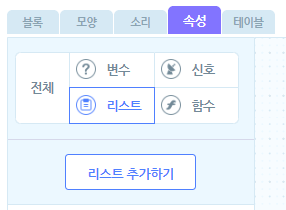 블록 모양 소리 속성 테이블
전체
? 변수 신호
리스트 f 함수
리스트 추가하기